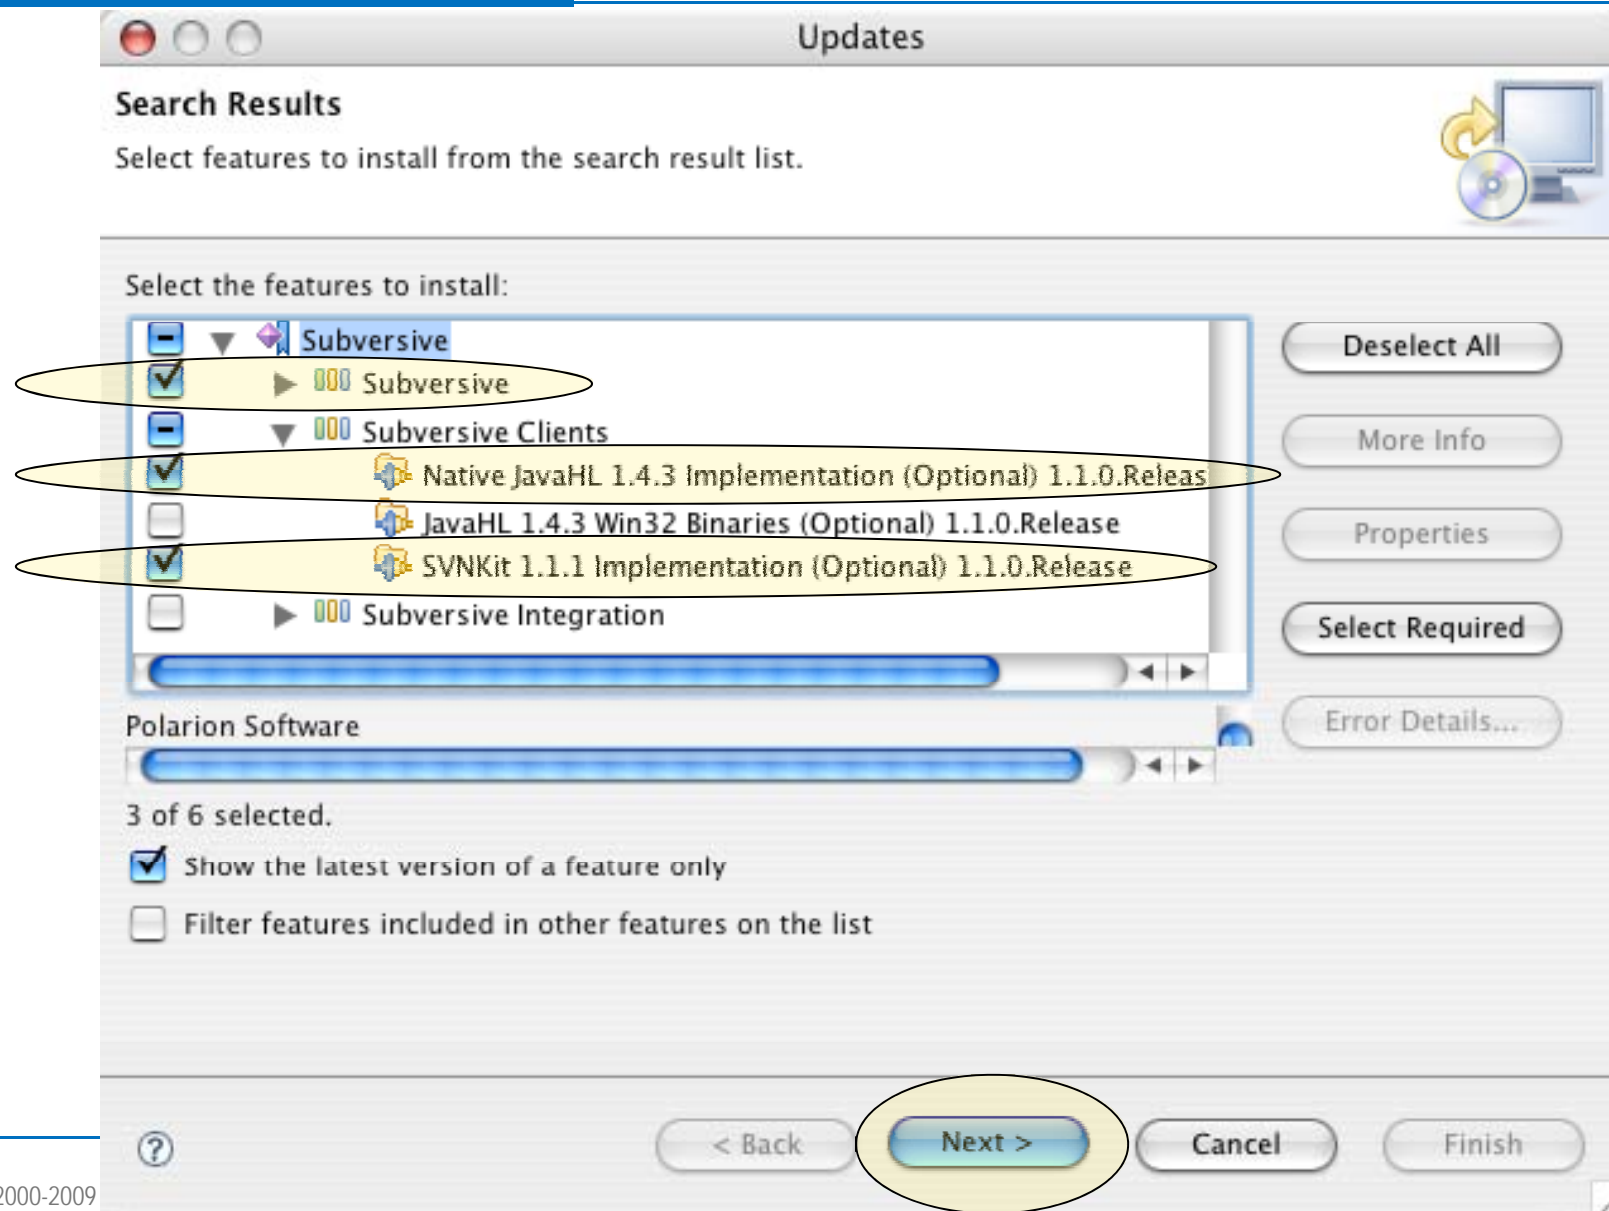 Updates
Search Results
Select features to install from the search result list.
Select the features to install:
Subversive
Subversive
Subversive Clients
Native JavaHL 1.4.3 Implementation (Optional) 1.1.0.Releas
JavaHL 1.4.3 Win32 Binaries (Optional) 1.1.0.Release
SVNKit 1.1.1 Implementation (Optional) 1.1.0.Release
Subversive Integration
Deselect All
More Info
Properties
Select Required
Error Details...
Polarion Software
3 of 6 selected.
Show the latest version of a feature only
Filter features included in other features on the list
?
< Back
Next >
Cancel
Finish
2000-2009